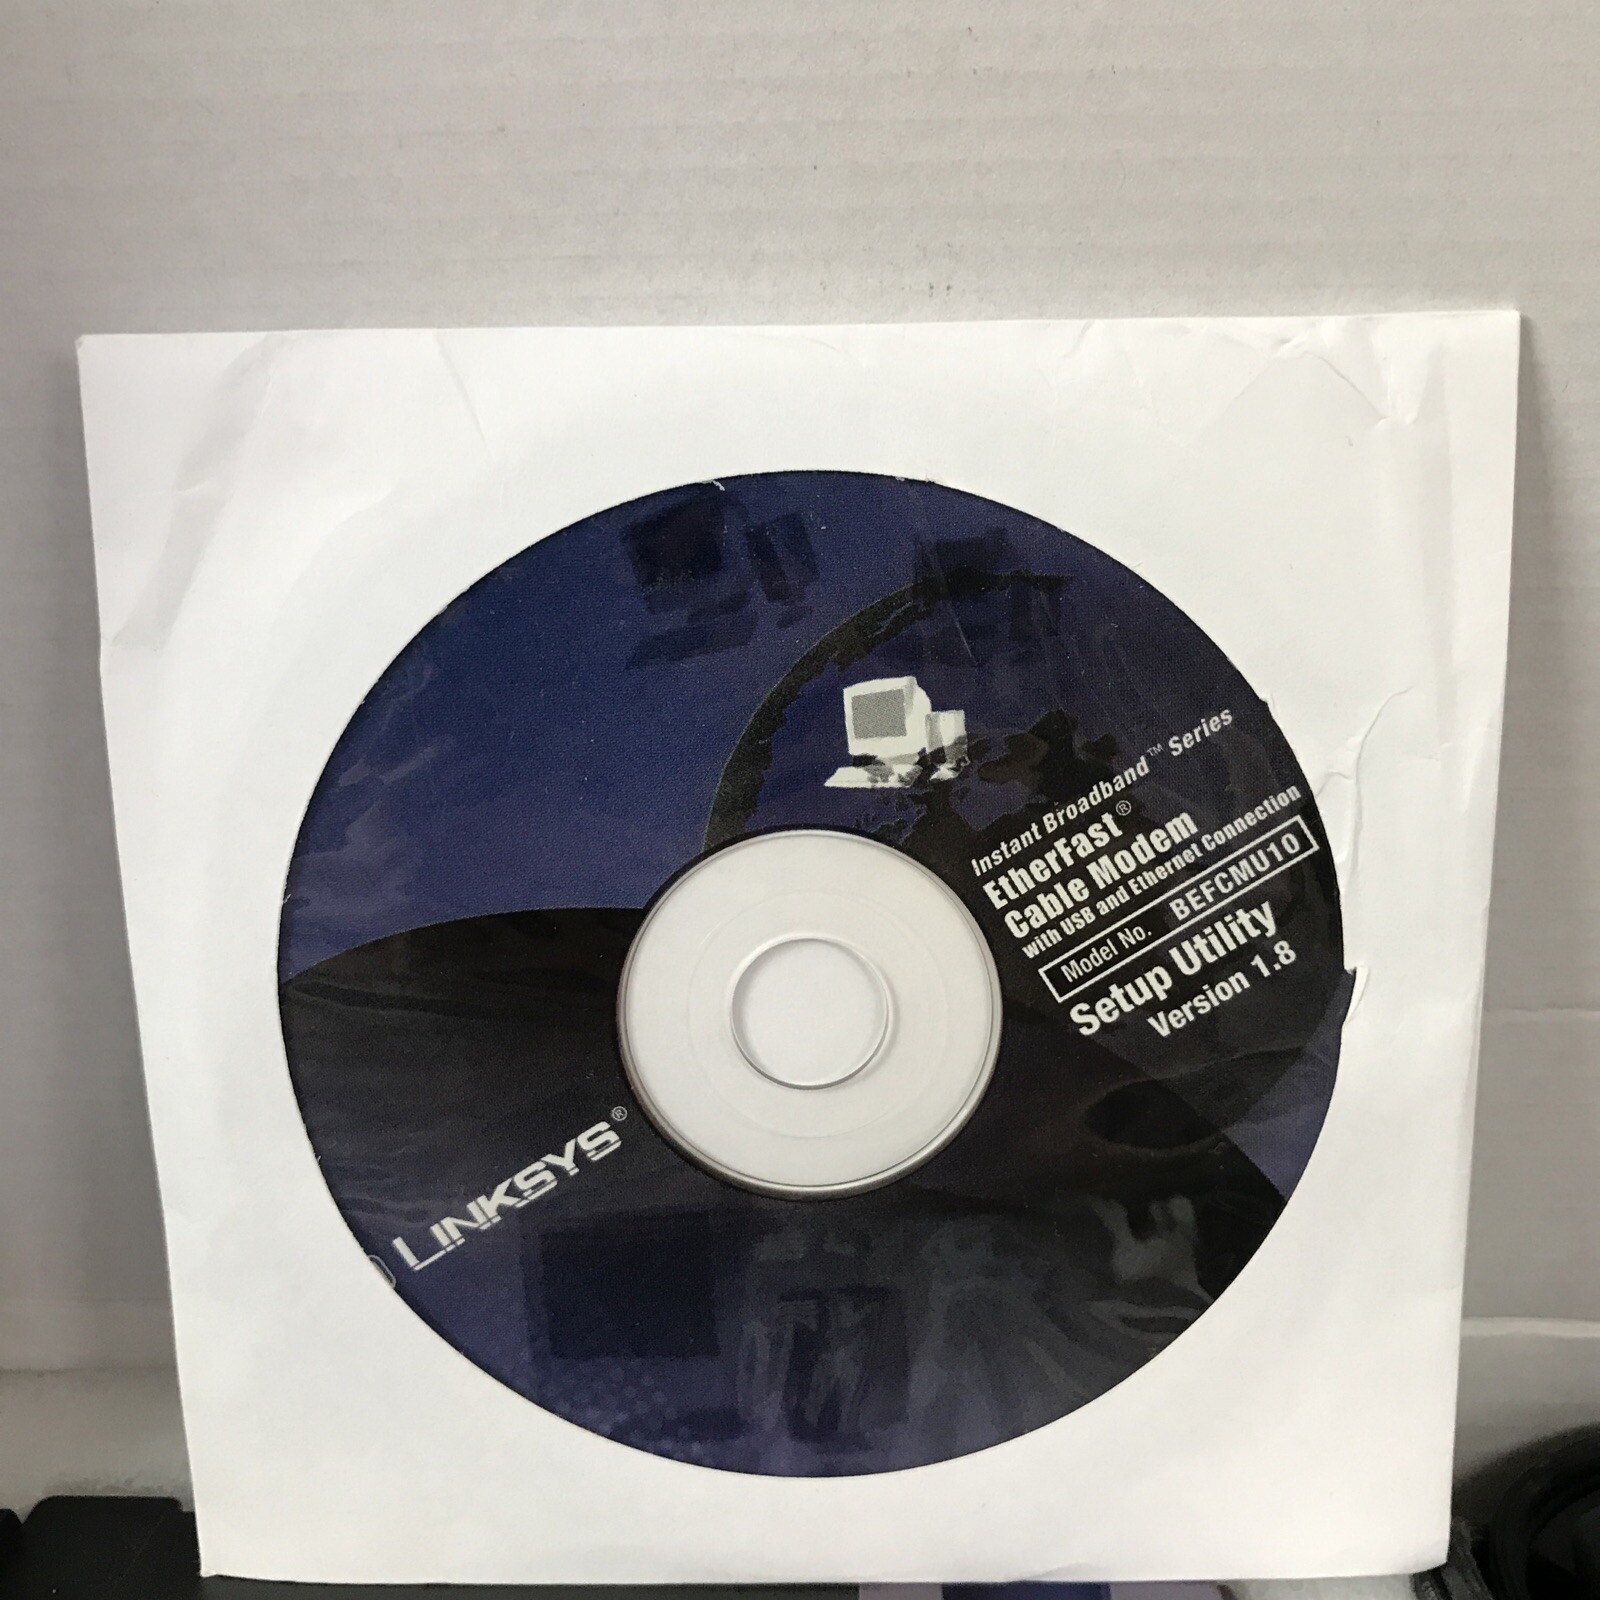 Instant Broadband™ Series
EtherFast®
Cable Modem
with USB and Ethernet Connection
Model No. BEFCMU10
Setup Utility
Version 1.8
LINKSYS®